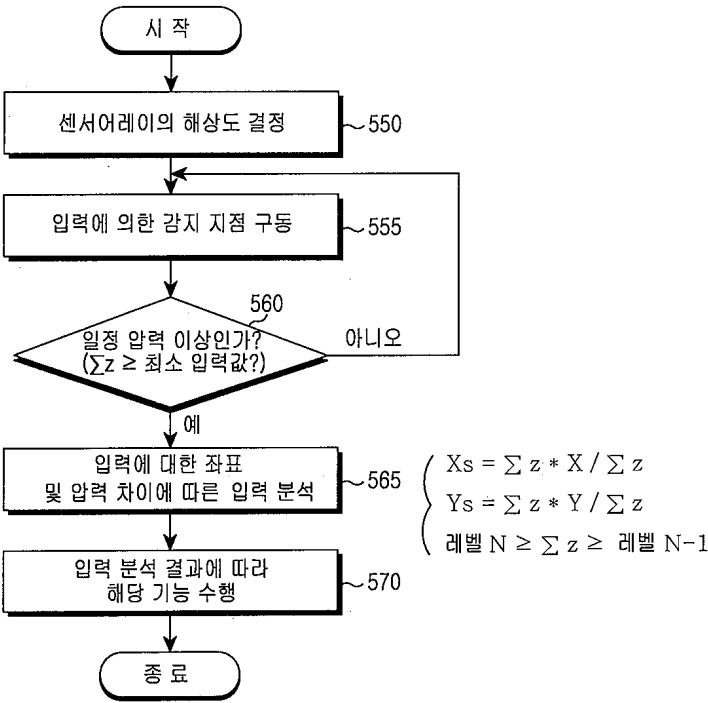 시 작
센서어레이의 해상도 결정
550
입력에 의한 감지 지점 구동
555
560
일정 압력 이상인가?
(∑z ≥ 최소 입력값?)
아니오
예
입력에 대한 좌표
및 압력 차이에 따른 입력 분석
565
Xs = ∑ z * X / ∑ z
Ys = ∑ z * Y / ∑ z
레벨 N ≥ ∑ z ≥ 레벨 N-1
입력 분석 결과에 따라
해당 기능 수행
570
종 료